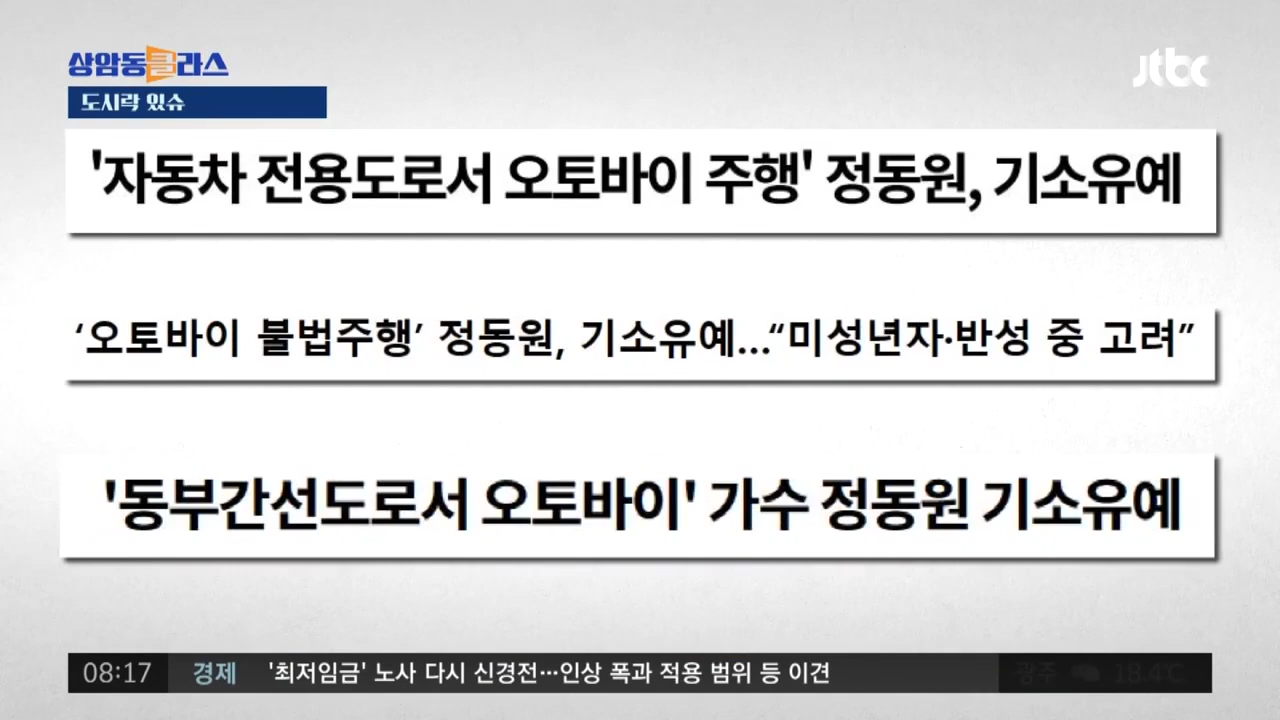 상암동클라스
jtbc
도시락 있슈
'자동차 전용도로서 오토바이 주행' 정동원, 기소유예
‘오토바이 불법주행’ 정동원, 기소유예...“미성년자·반성 중 고려”
'동부간선도로서 오토바이' 가수 정동원 기소유예
08:17 경제 '최저임금' 노사 다시 신경전…인상 폭과 적용 범위 등 이견 광주 18.4℃